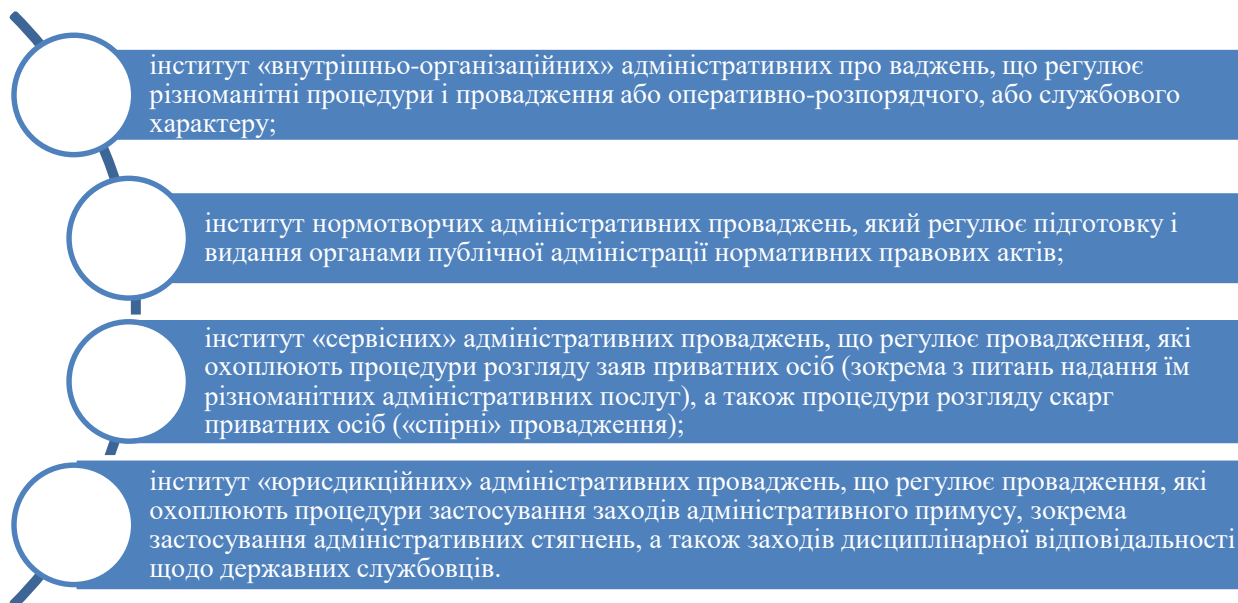 інститут «внутрішньо-організаційних» адміністративних про ваджень, що регулює
різноманітні процедури і провадження або оперативно-розпорядчого, або службового
характеру;
інститут нормотворчих адміністративних проваджень, який регулює підготовку і
видання органами публічної адміністрації нормативних правових актів;
інститут «сервісних» адміністративних проваджень, що регулює провадження, які
охоплюють процедури розгляду заяв приватних осіб (зокрема з питань надання їм
різноманітних адміністративних послуг), а також процедури розгляду скарг
приватних осіб («спірні» провадження);
інститут «юрисдикційних» адміністративних проваджень, що регулює провадження, які
охоплюють процедури застосування заходів адміністративного примусу, зокрема
застосування адміністративних стягнень, а також заходів дисциплінарної відповідальності
щодо державних службовців.